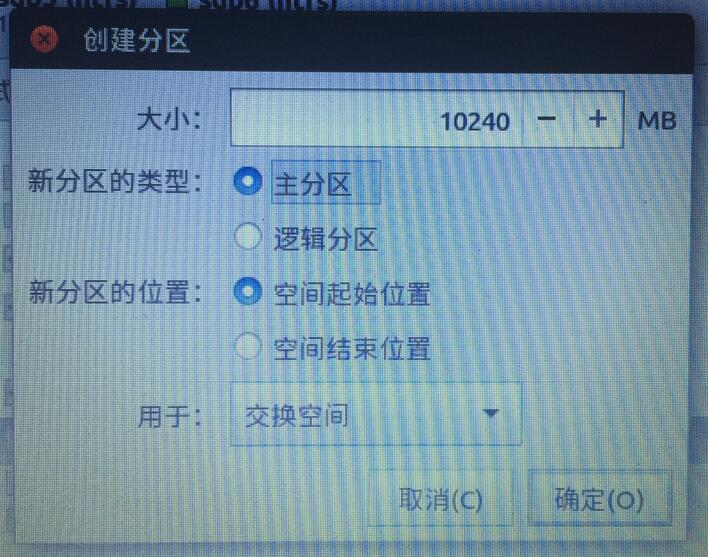 创建分区
大小： 10240 − + MB
新分区的类型： 主分区
逻辑分区
新分区的位置： 空间起始位置
空间结束位置
用于： 交换空间
取消(C) 确定(O)